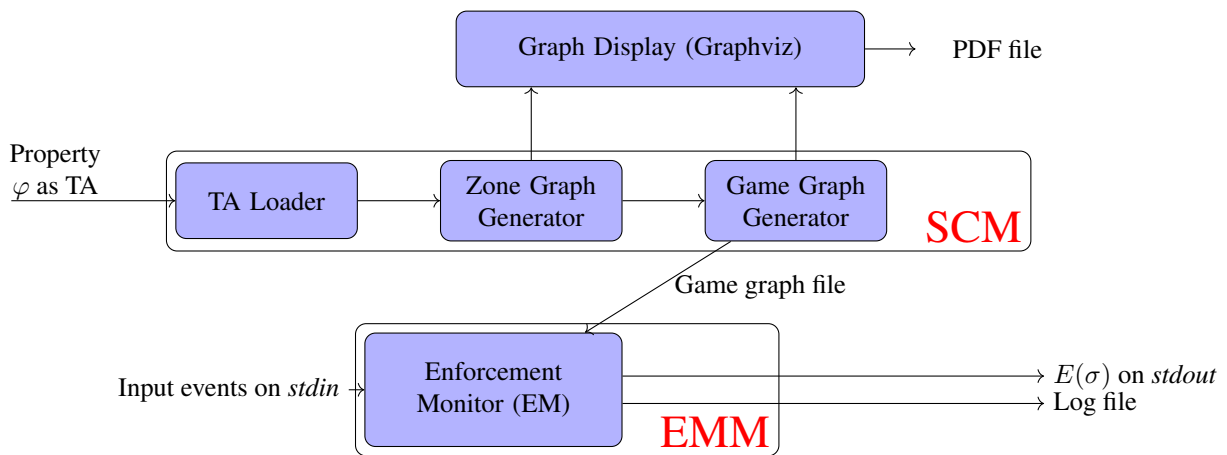 Graph Display (Graphviz)
PDF file
Property
φ as TA
TA Loader
Zone Graph
Generator
Game Graph
Generator
SCM
Game graph file
Input events on stdin
Enforcement
Monitor (EM)
EMM
E(σ) on stdout
Log file